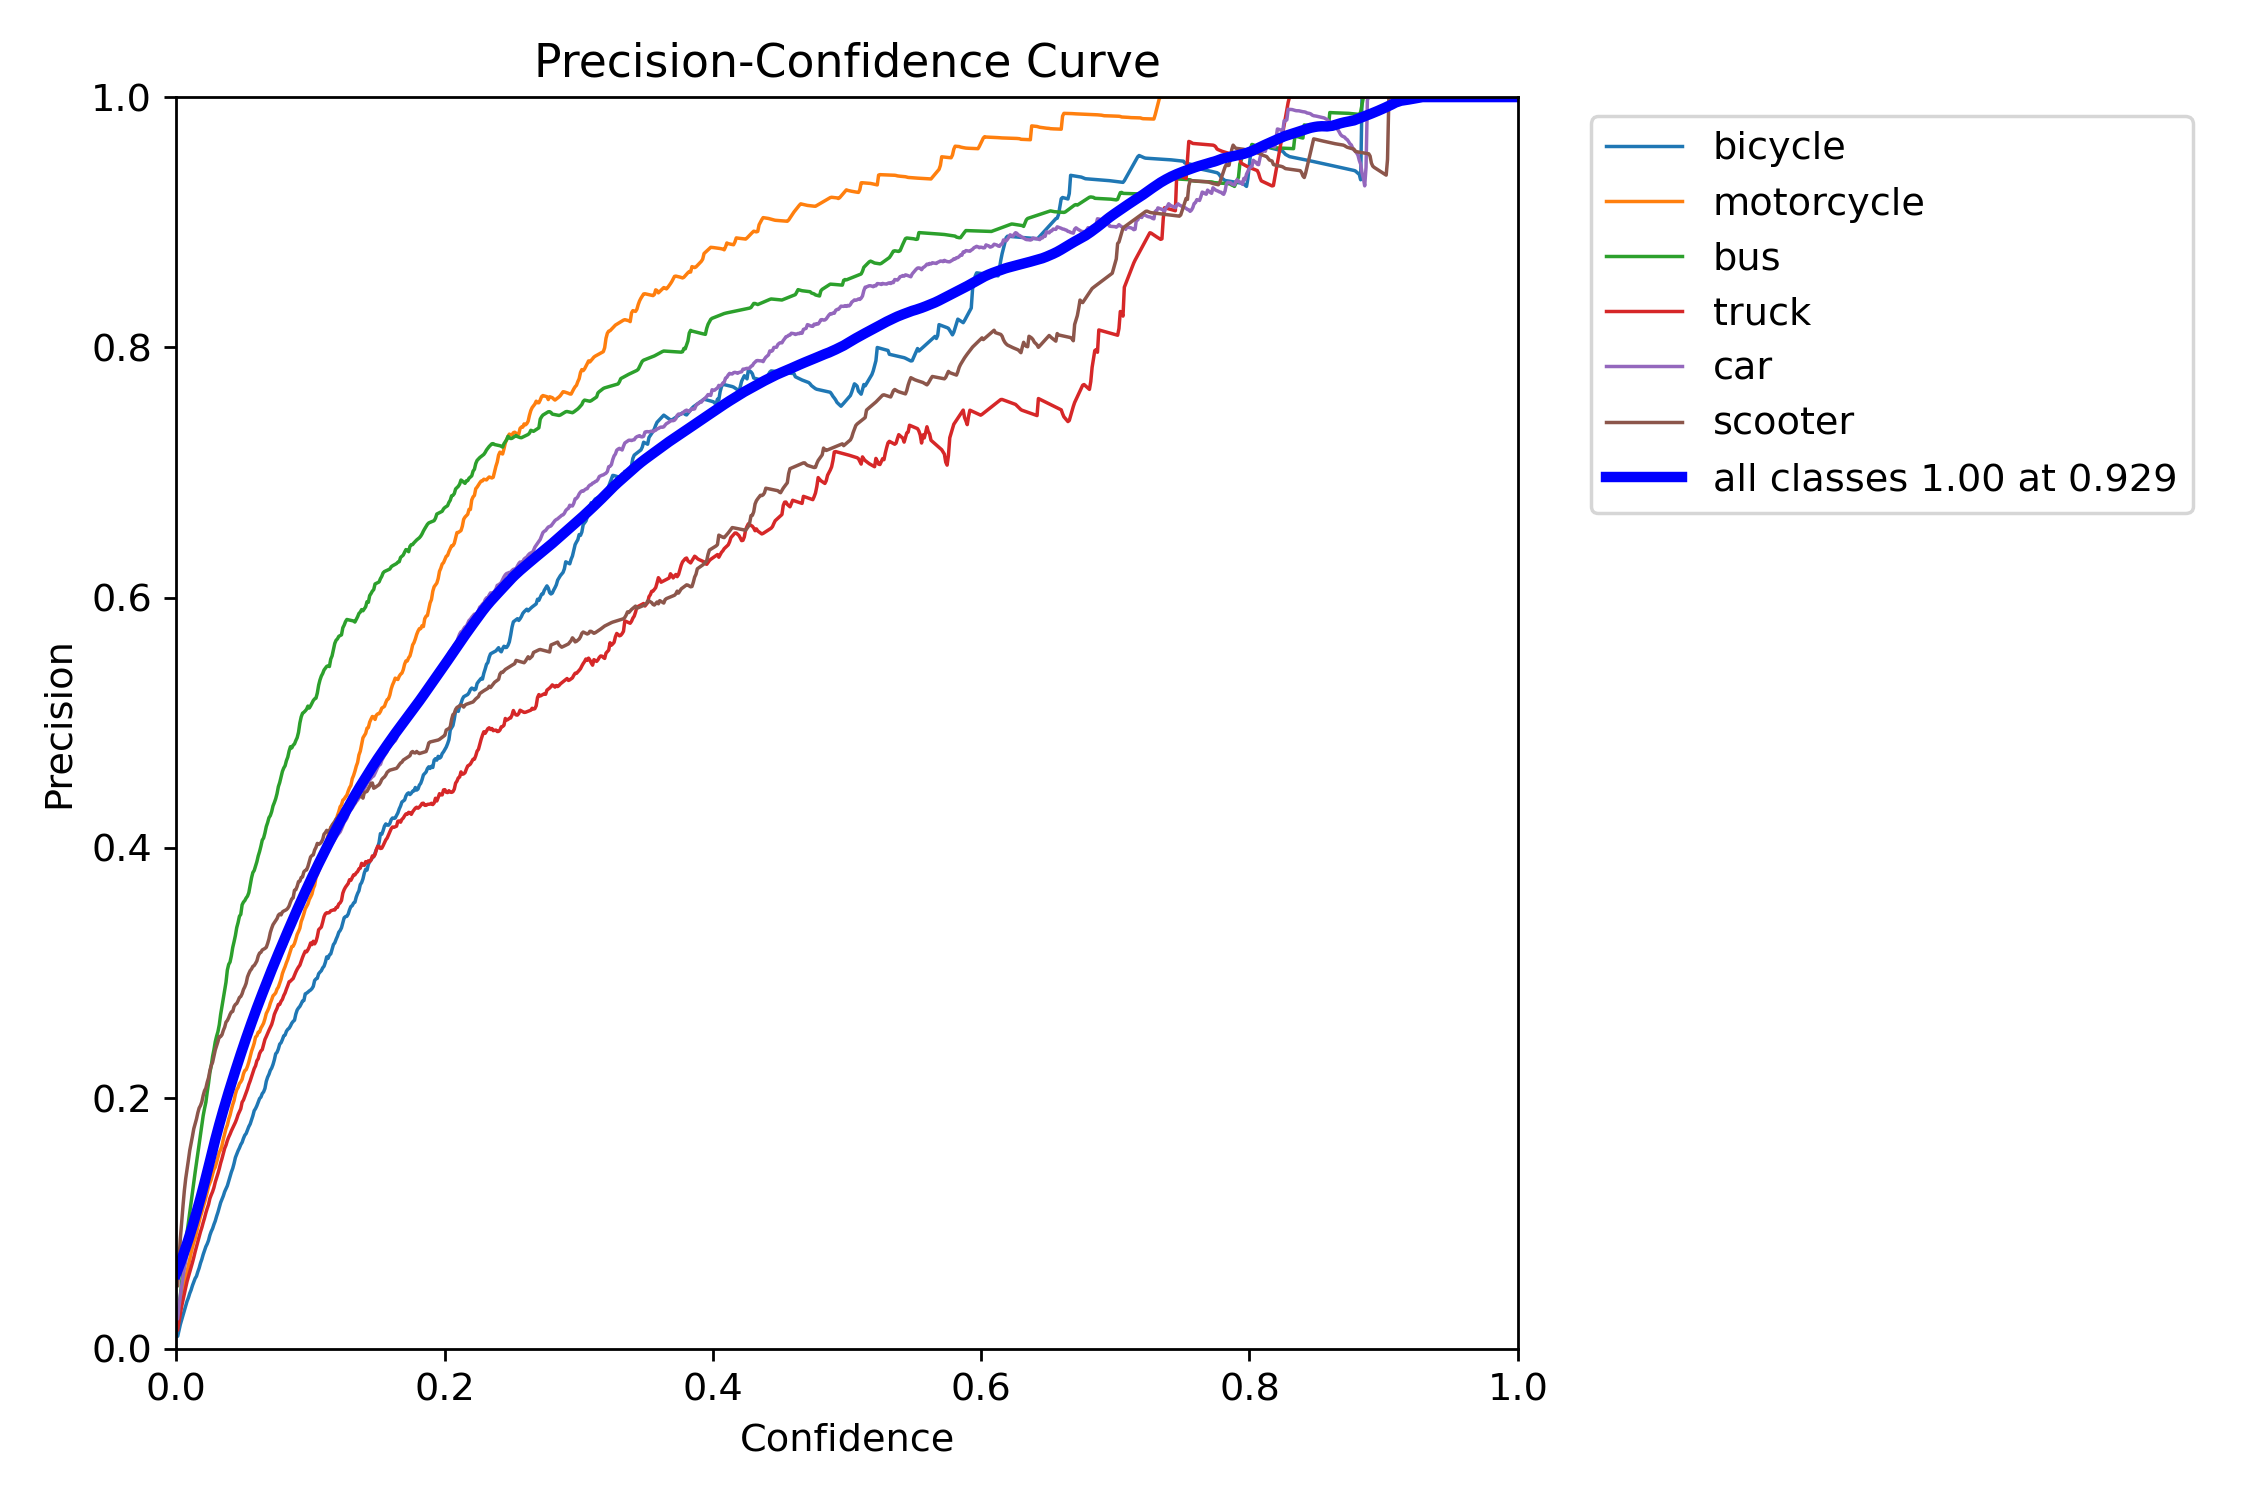 Precision-Confidence Curve
1.0
0.8
0.6
0.4
0.2
0.0
Precision
0.0 0.2 0.4 0.6 0.8 1.0
Confidence
bicycle
motorcycle
bus
truck
car
scooter
all classes 1.00 at 0.929